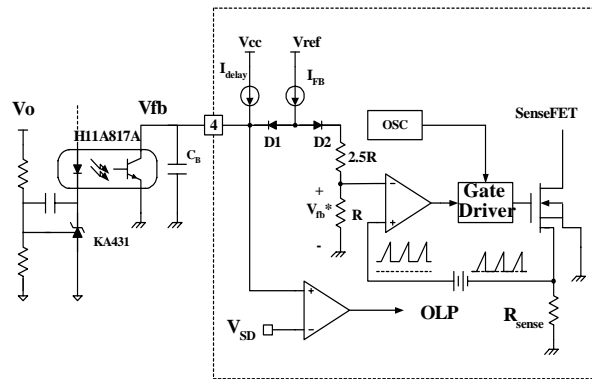 Vcc Vref
Idelay IFB
Vo Vfb 4 SenseFET
H11A817A D1 D2 OSC
CB 2.5R
+ - Gate
Vfb* R + Driver
-
KA431
+ OLP Rsense
VSD -